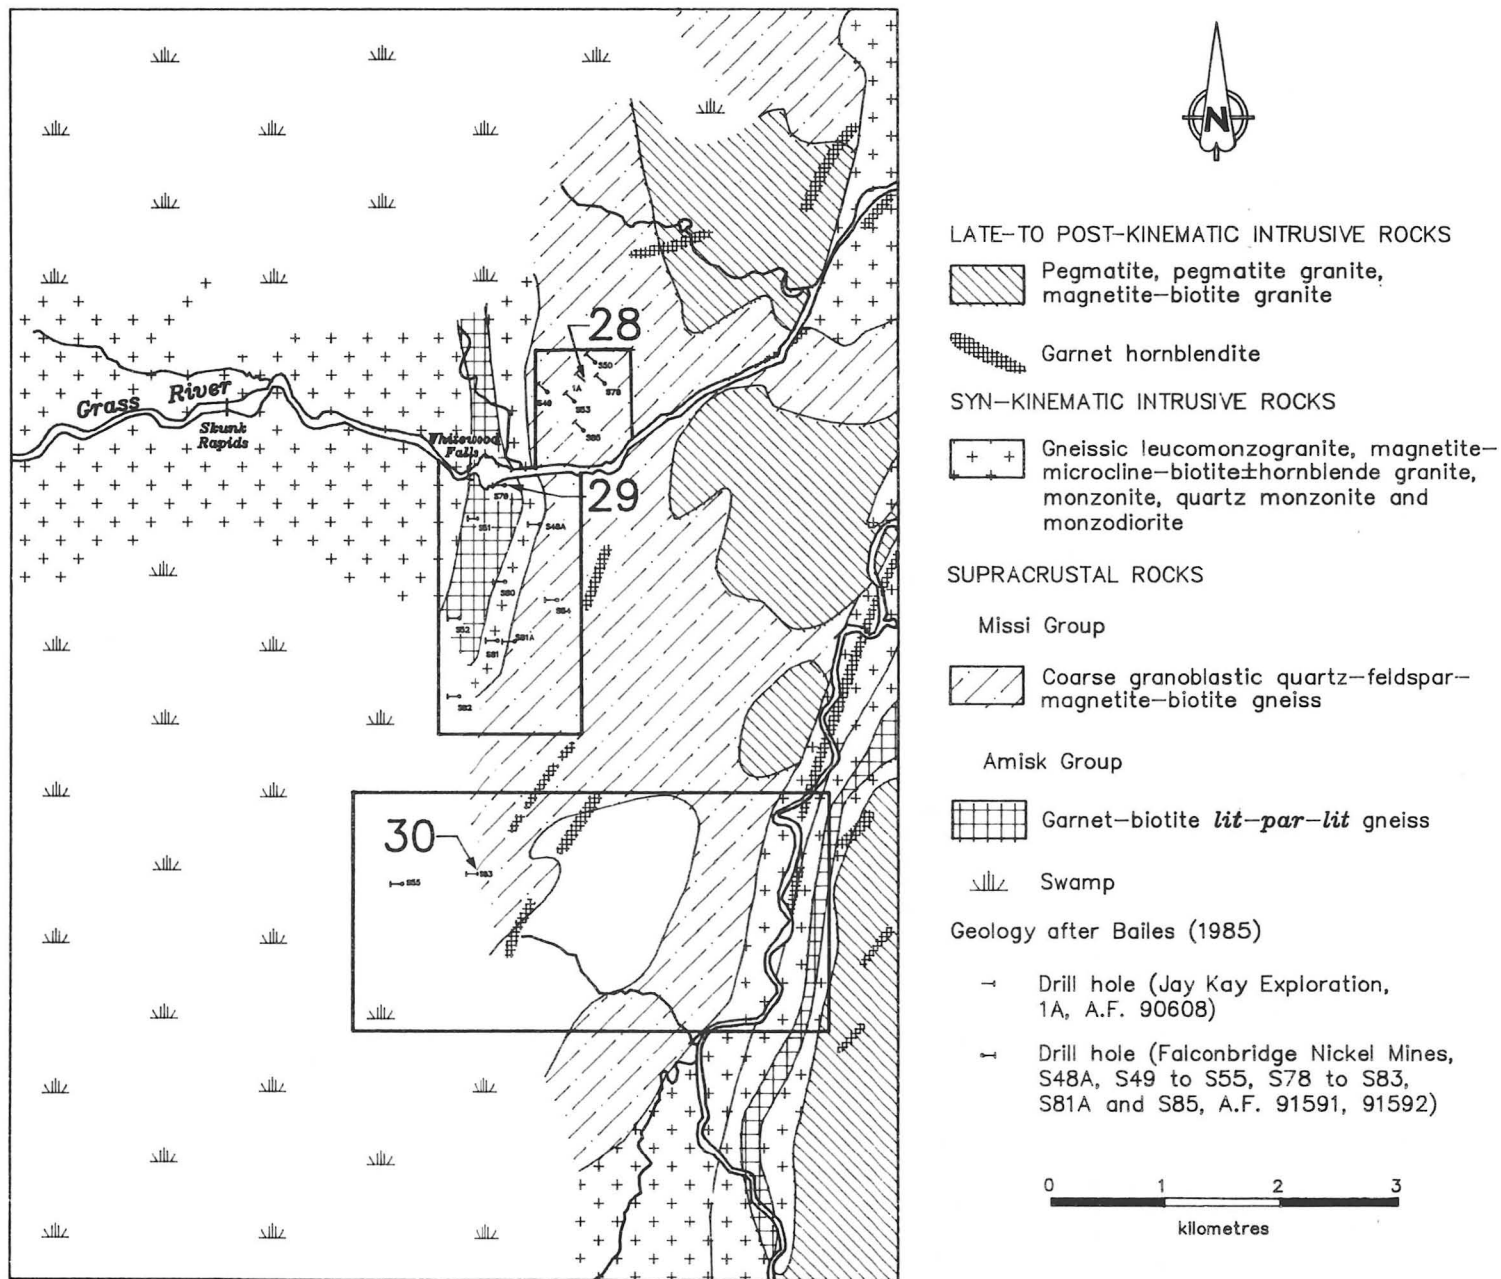 N
28
S50
1A
S78
S49
S53
S85
Grass River
Skunk
Rapids
Whitewood
Falls
S79
29
S51
S48A
S80
S54
S52
S81
S81A
S82
30
S83
S55
LATE-TO POST-KINEMATIC INTRUSIVE ROCKS
Pegmatite, pegmatite granite,
magnetite-biotite granite
Garnet hornblendite
SYN-KINEMATIC INTRUSIVE ROCKS
Gneissic leucomonzogranite, magnetite-
microcline-biotite±hornblende granite,
monzonite, quartz monzonite and
monzodiorite
SUPRACRUSTAL ROCKS
Missi Group
Coarse granoblastic quartz-feldspar-
magnetite-biotite gneiss
Amisk Group
Garnet-biotite lit-par-lit gneiss
Swamp
Geology after Bailes (1985)
Drill hole (Jay Kay Exploration,
1A, A.F. 90608)
Drill hole (Falconbridge Nickel Mines,
S48A, S49 to S55, S78 to S83,
S81A and S85, A.F. 91591, 91592)
0 1 2 3
kilometres